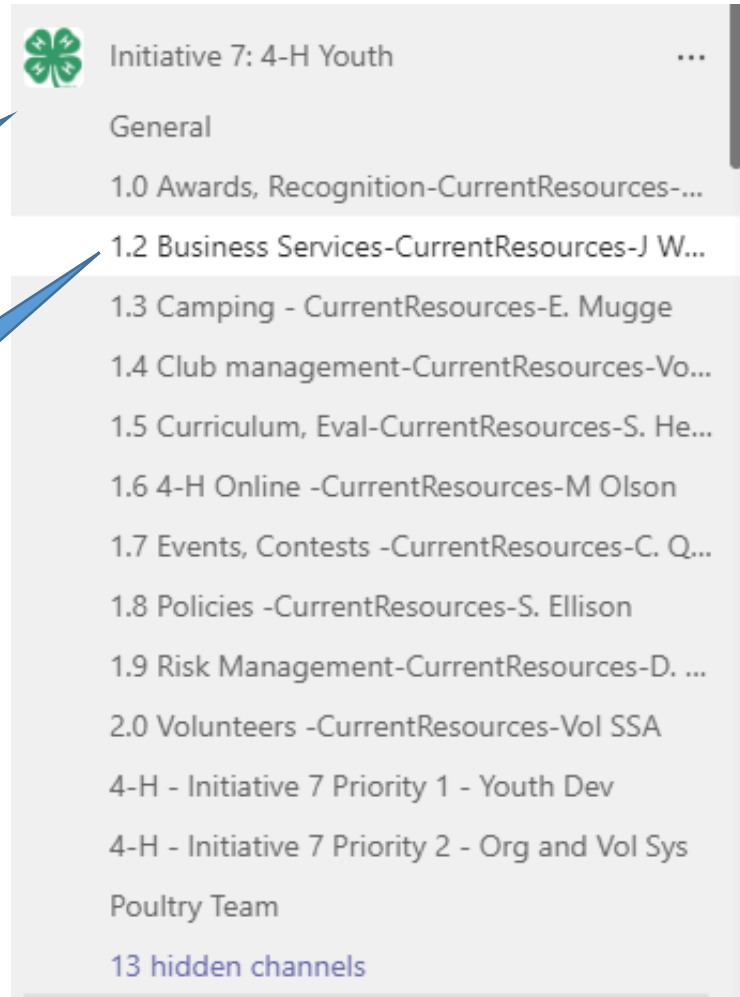 Initiative 7: 4-H Youth ...
General
1.0 Awards, Recognition-CurrentResources-...
1.2 Business Services-CurrentResources-J W...
1.3 Camping - CurrentResources-E. Mugge
1.4 Club management-CurrentResources-Vo...
1.5 Curriculum, Eval-CurrentResources-S. He...
1.6 4-H Online -CurrentResources-M Olson
1.7 Events, Contests -CurrentResources-C. Q...
1.8 Policies -CurrentResources-S. Ellison
1.9 Risk Management-CurrentResources-D. ...
2.0 Volunteers -CurrentResources-Vol SSA
4-H - Initiative 7 Priority 1 - Youth Dev
4-H - Initiative 7 Priority 2 - Org and Vol Sys
Poultry Team
13 hidden channels